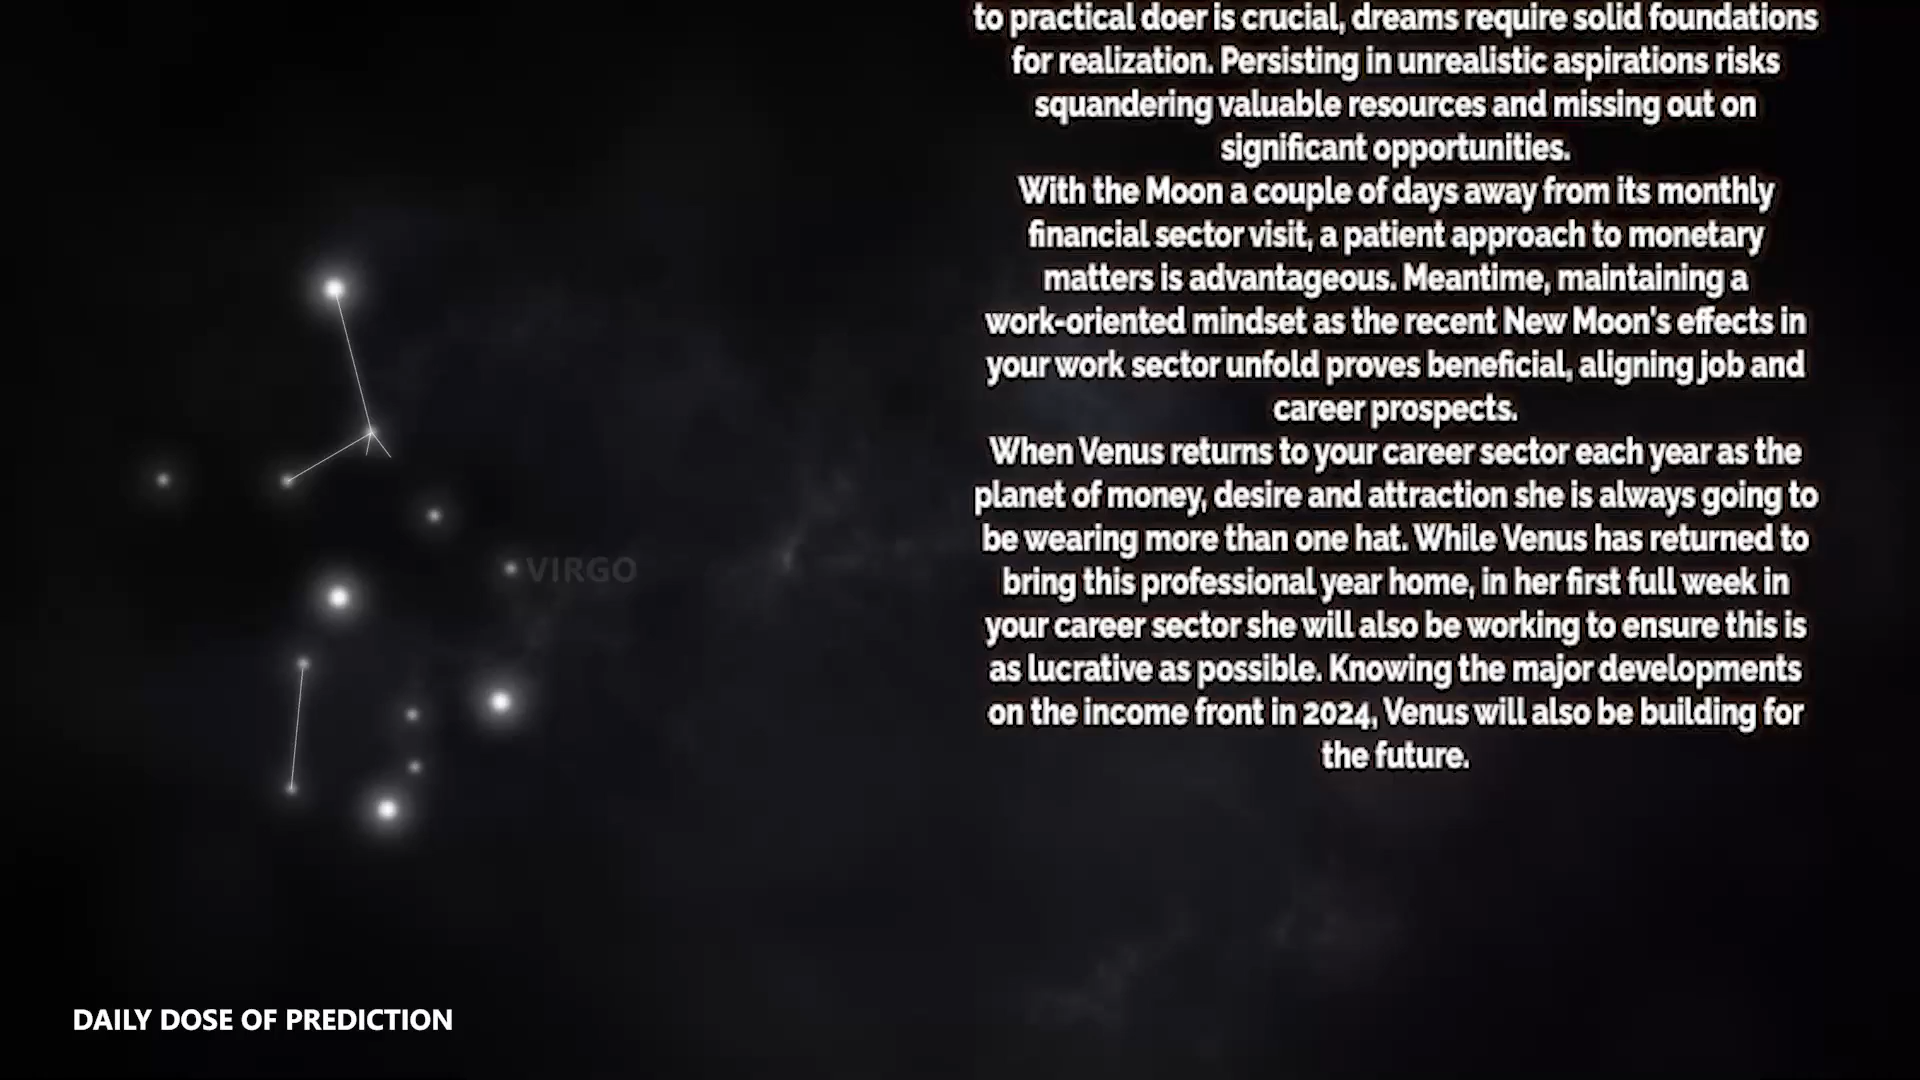 to practical doer is crucial, dreams require solid foundations
for realization. Persisting in unrealistic aspirations risks
squandering valuable resources and missing out on
significant opportunities.
With the Moon a couple of days away from its monthly
financial sector visit, a patient approach to monetary
matters is advantageous. Meantime, maintaining a
work-oriented mindset as the recent New Moon's effects in
your work sector unfold proves beneficial, aligning job and
career prospects.
When Venus returns to your career sector each year as the
planet of money, desire and attraction she is always going to
be wearing more than one hat. While Venus has returned to
bring this professional year home, in her first full week in
your career sector she will also be working to ensure this is
as lucrative as possible. Knowing the major developments
on the income front in 2024, Venus will also be building for
the future.
VIRGO
DAILY DOSE OF PREDICTION